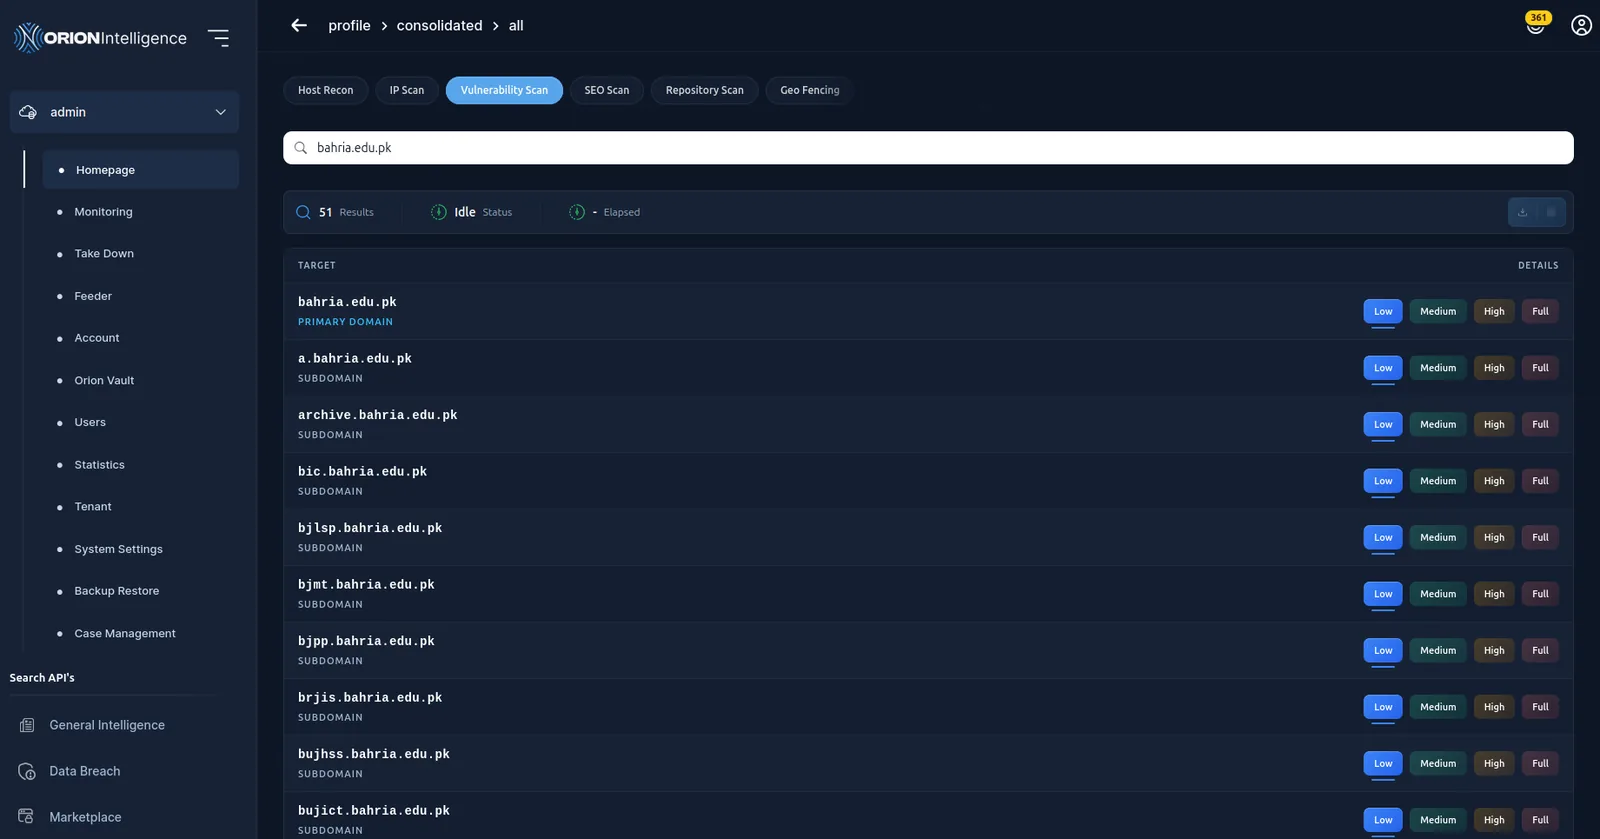 ORIONIntelligence
profile > consolidated > all
361
admin
Homepage
Monitoring
Take Down
Feeder
Account
Orion Vault
Users
Statistics
Tenant
System Settings
Backup Restore
Case Management
Search API's
General Intelligence
Data Breach
Marketplace
Host Recon IP Scan Vulnerability Scan SEO Scan Repository Scan Geo Fencing
bahria.edu.pk
51 Results Idle Status - Elapsed
TARGET DETAILS
bahria.edu.pk
PRIMARY DOMAIN
Low Medium High Full
a.bahria.edu.pk
SUBDOMAIN
Low Medium High Full
archive.bahria.edu.pk
SUBDOMAIN
Low Medium High Full
bic.bahria.edu.pk
SUBDOMAIN
Low Medium High Full
bjlsp.bahria.edu.pk
SUBDOMAIN
Low Medium High Full
bjmt.bahria.edu.pk
SUBDOMAIN
Low Medium High Full
bjpp.bahria.edu.pk
SUBDOMAIN
Low Medium High Full
brjis.bahria.edu.pk
SUBDOMAIN
Low Medium High Full
bujhss.bahria.edu.pk
SUBDOMAIN
Low Medium High Full
bujict.bahria.edu.pk
SUBDOMAIN
Low Medium High Full